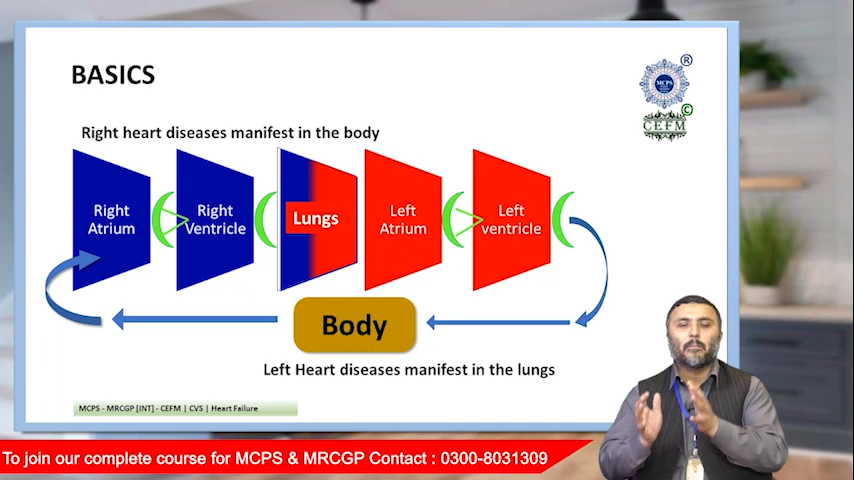 BASICS
®
MCPS
©
CEFM
Right heart diseases manifest in the body
Right
Atrium
Right
Ventricle
Lungs
Left
Atrium
Left
ventricle
Body
Left Heart diseases manifest in the lungs
MCPS - MRCGP [INT] - CEFM | CVS | Heart Failure
To join our complete course for MCPS & MRCGP Contact : 0300-8031309